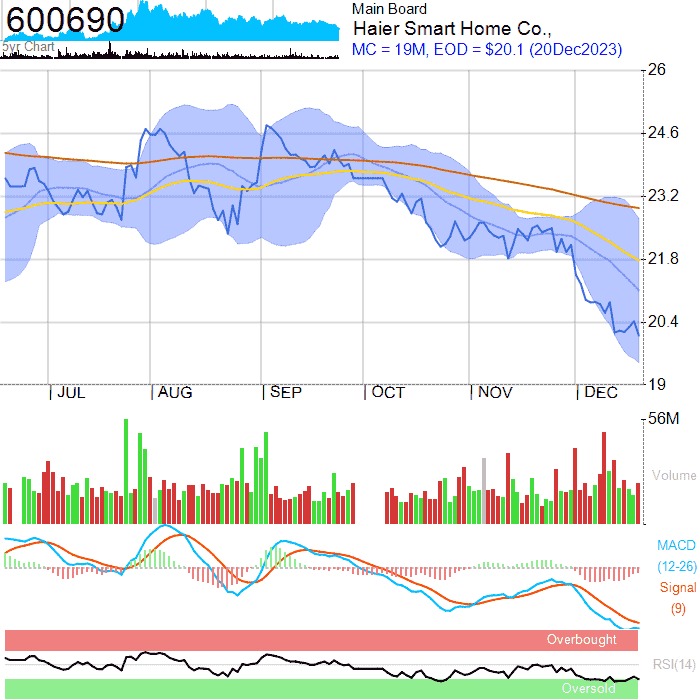 600690
5yr Chart
Main Board
Haier Smart Home Co.,
MC = 19M, EOD = $20.1 (20Dec2023)
26
24.6
23.2
21.8
20.4
19
JUL AUG SEP OCT NOV DEC
56M
Volume
MACD
(12-26)
Signal
(9)
Overbought
RSI(14)
Oversold